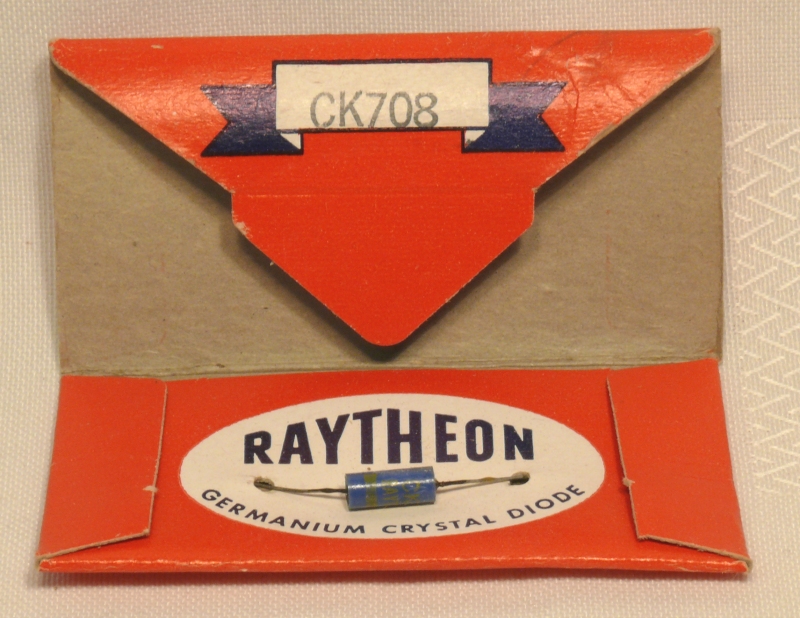 CK708
RAYTHEON
GERMANIUM CRYSTAL DIODE